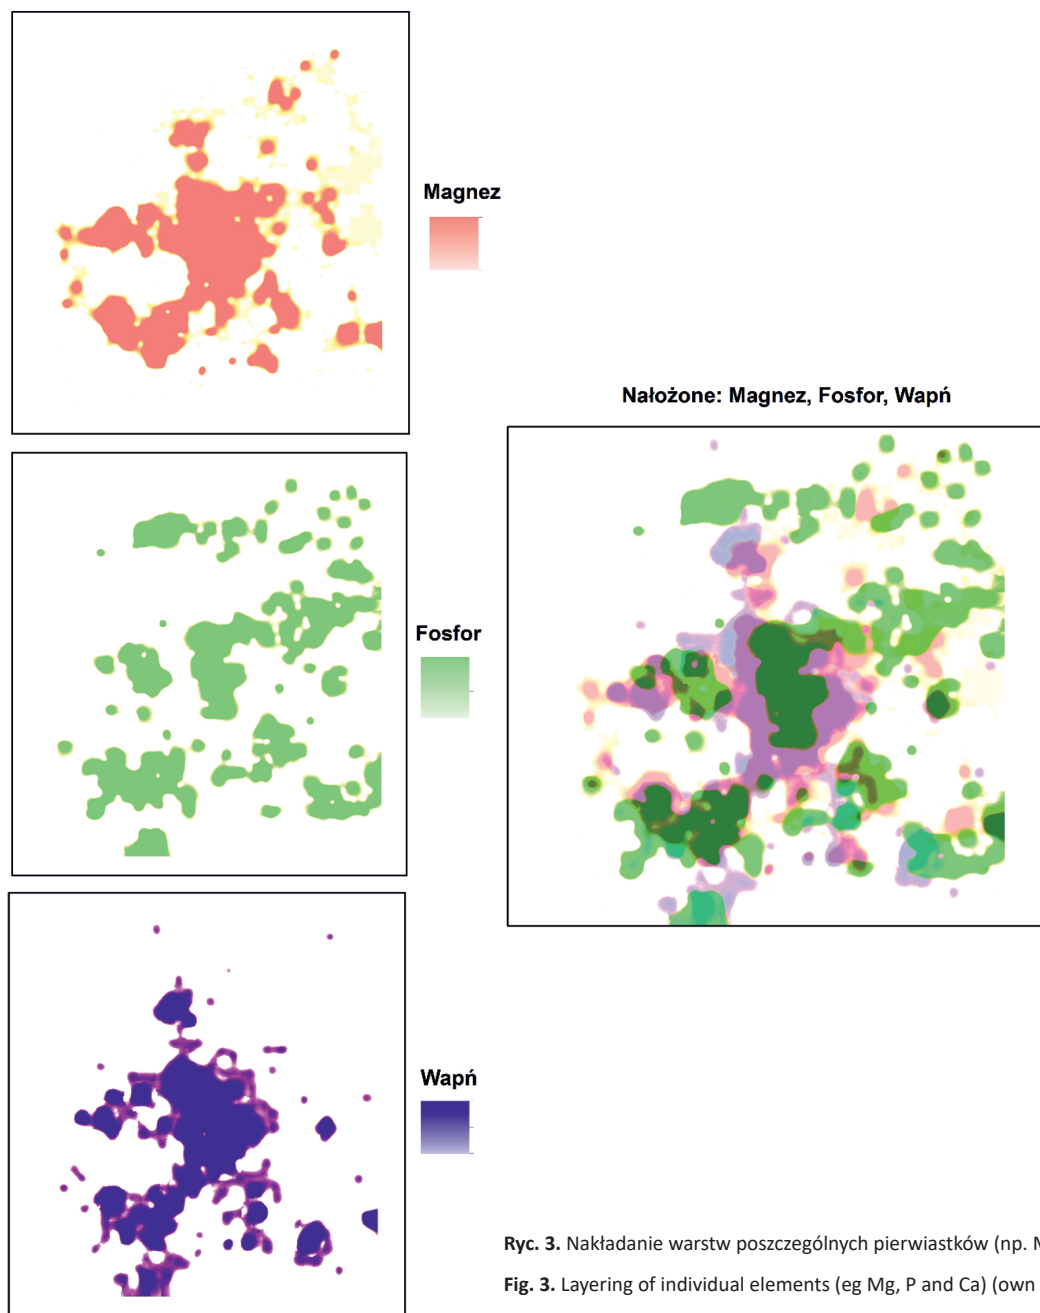 Magnez
Nałożone: Magnez, Fosfor, Wapń
Fosfor
Wapń
Ryc. 3. Nakładanie warstw poszczególnych pierwiastków (np. M
Fig. 3. Layering of individual elements (eg Mg, P and Ca) (own